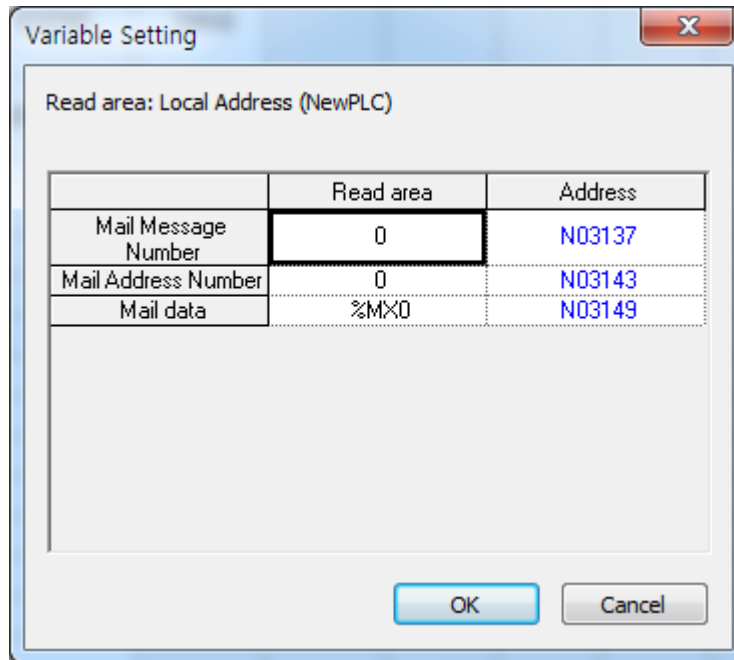 Variable Setting
Read area: Local Address (NewPLC)
Read area Address
Mail Message
Number 0 N03137
Mail Address Number 0 N03143
Mail data %MX0 N03149
OK Cancel